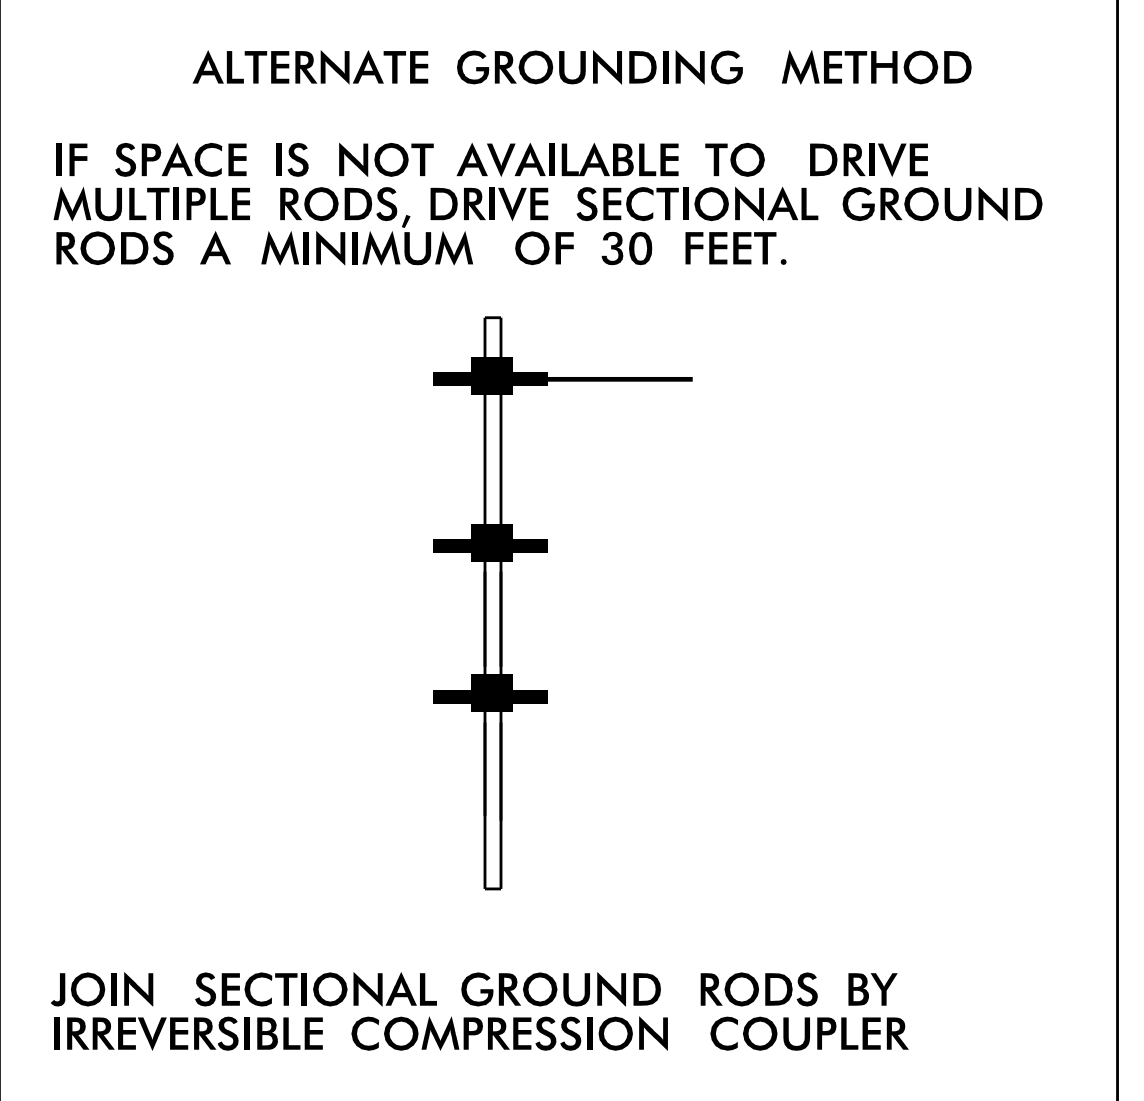 ALTERNATE GROUNDING METHOD
IF SPACE IS NOT AVAILABLE TO DRIVE
MULTIPLE RODS, DRIVE SECTIONAL GROUND
RODS A MINIMUM OF 30 FEET.
JOIN SECTIONAL GROUND RODS BY
IRREVERSIBLE COMPRESSION COUPLER